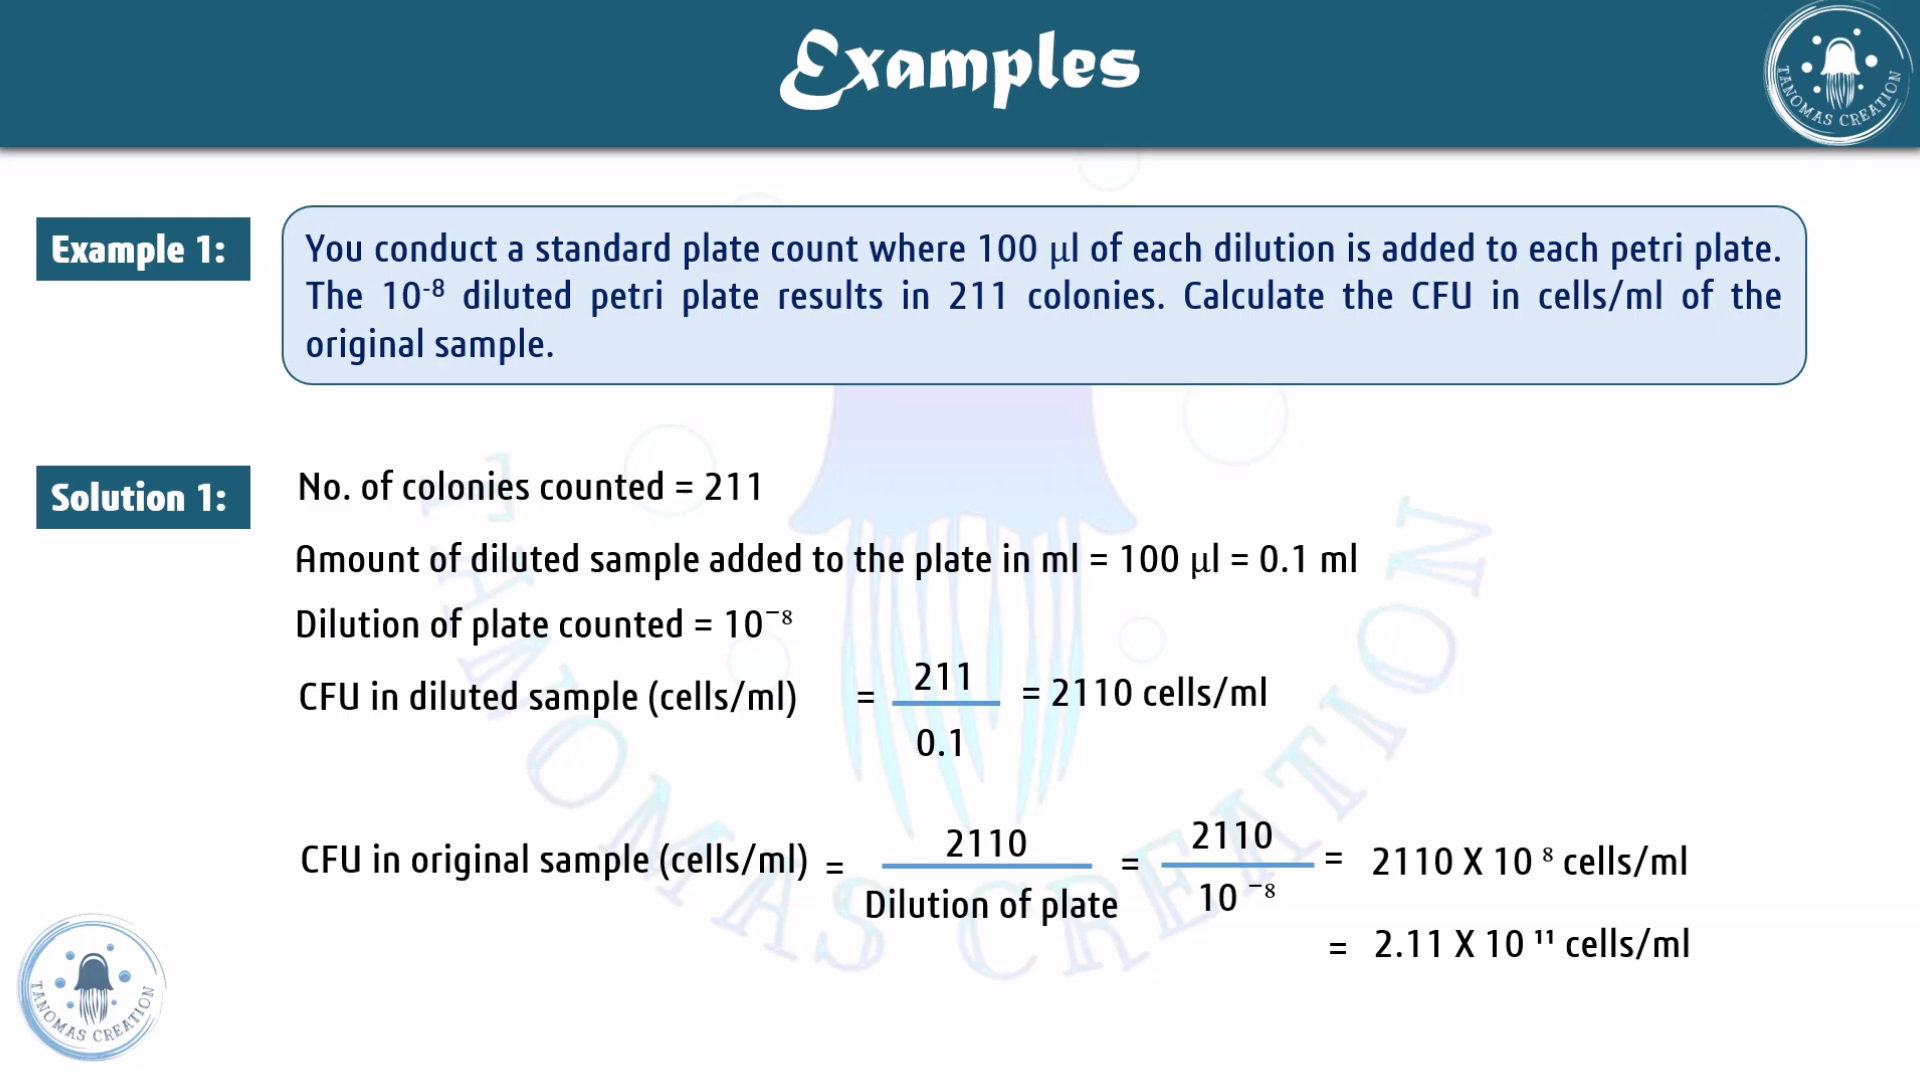 Examples
TANOMAS CREATION
Example 1:
You conduct a standard plate count where 100 µl of each dilution is added to each petri plate.
The 10⁻⁸ diluted petri plate results in 211 colonies. Calculate the CFU in cells/ml of the
original sample.
Solution 1:
No. of colonies counted = 211
Amount of diluted sample added to the plate in ml = 100 µl = 0.1 ml
Dilution of plate counted = 10⁻⁸
CFU in diluted sample (cells/ml) = 211 / 0.1 = 2110 cells/ml
CFU in original sample (cells/ml) = 2110 / Dilution of plate = 2110 / 10⁻⁸ = 2110 X 10⁸ cells/ml
= 2.11 X 10¹¹ cells/ml
TANOMAS CREATION
TANOMAS CREATION